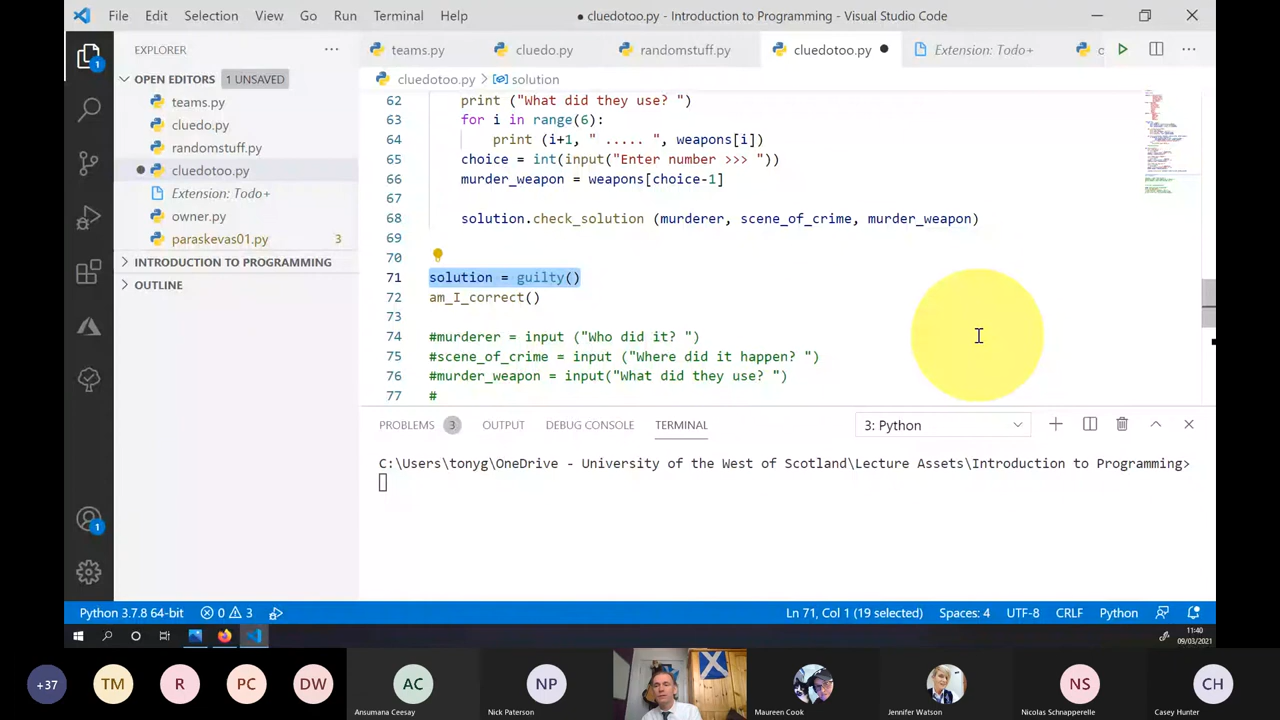 File Edit Selection View Go Run Terminal Help
● cluedotoo.py - Introduction to Programming - Visual Studio Code
EXPLORER
teams.py cluedo.py randomstuff.py cluedotoo.py Extension: Todo+
OPEN EDITORS 1 UNSAVED
teams.py
cluedo.py
randomstuff.py
cluedotoo.py
Extension: Todo+
owner.py
paraskevas01.py 3
INTRODUCTION TO PROGRAMMING
OUTLINE
1
1
cluedotoo.py > solution
62 print ("What did they use? ")
63 for i in range(6):
64 print (i+1, " ..... ", weapons[i])
65 choice = int(input("Enter number >>> "))
66 murder_weapon = weapons[choice-1]
67
68 solution.check_solution (murderer, scene_of_crime, murder_weapon)
69
70
71 solution = guilty()
72 am_I_correct()
73
74 #murderer = input ("Who did it? ")
75 #scene_of_crime = input ("Where did it happen? ")
76 #murder_weapon = input("What did they use? ")
77 #
PROBLEMS 3 OUTPUT DEBUG CONSOLE TERMINAL 3: Python
C:\Users\tonyg\OneDrive - University of the West of Scotland\Lecture Assets\Introduction to Programming>
Python 3.7.8 64-bit 0 3 Ln 71, Col 1 (19 selected) Spaces: 4 UTF-8 CRLF Python
11:40
09/03/2021
+37 TM R PC DW AC NP NS CH
Ansumana Ceesay Nick Paterson Maureen Cook Jennifer Watson Nicolas Schnapperelle Casey Hunter